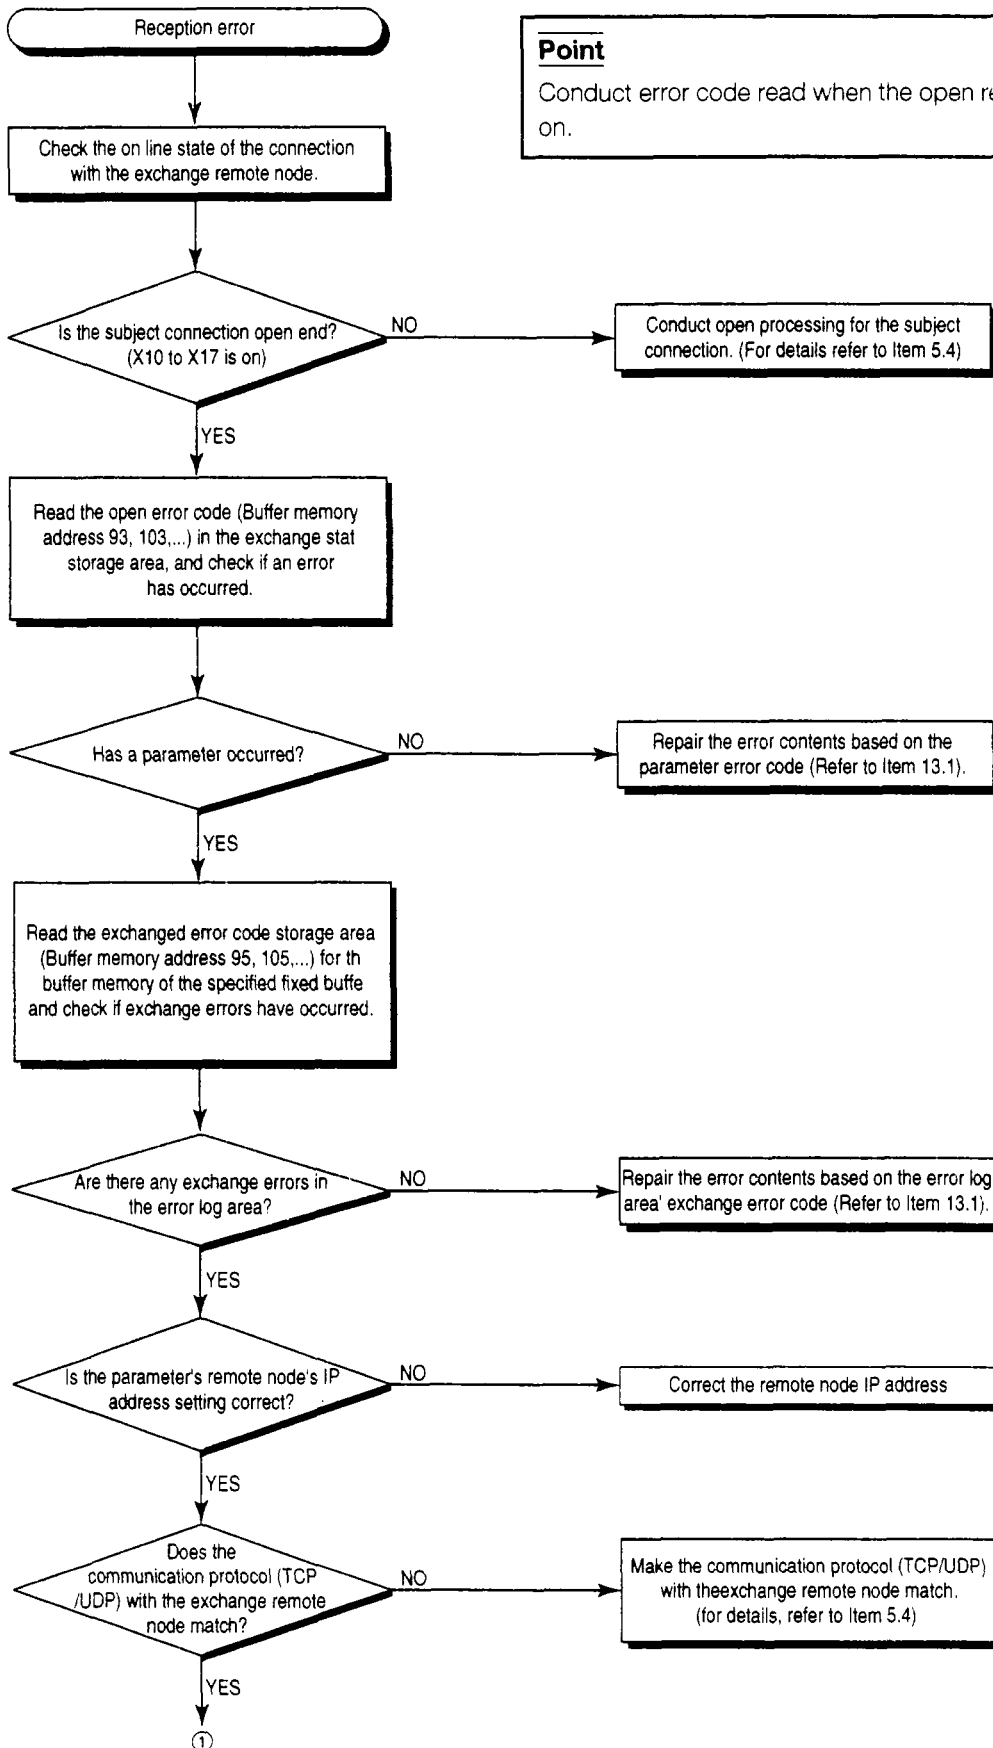 Reception error
Point
Conduct error code read when the open re
on.
Check the on line state of the connection
with the exchange remote node.
Is the subject connection open end?
(X10 to X17 is on)
NO
Conduct open processing for the subject
connection. (For details refer to Item 5.4)
YES
Read the open error code (Buffer memory
address 93, 103,...) in the exchange stat
storage area, and check if an error
has occurred.
Has a parameter occurred?
NO
Repair the error contents based on the
parameter error code (Refer to Item 13.1).
YES
Read the exchanged error code storage area
(Buffer memory address 95, 105,...) for th
buffer memory of the specified fixed buffe
and check if exchange errors have occurred.
Are there any exchange errors in
the error log area?
NO
Repair the error contents based on the error log
area' exchange error code (Refer to Item 13.1).
YES
Is the parameter's remote node's IP
address setting correct?
NO
Correct the remote node IP address
YES
Does the
communication protocol (TCP
/UDP) with the exchange remote
node match?
NO
Make the communication protocol (TCP/UDP)
with theexchange remote node match.
(for details, refer to Item 5.4)
YES
①